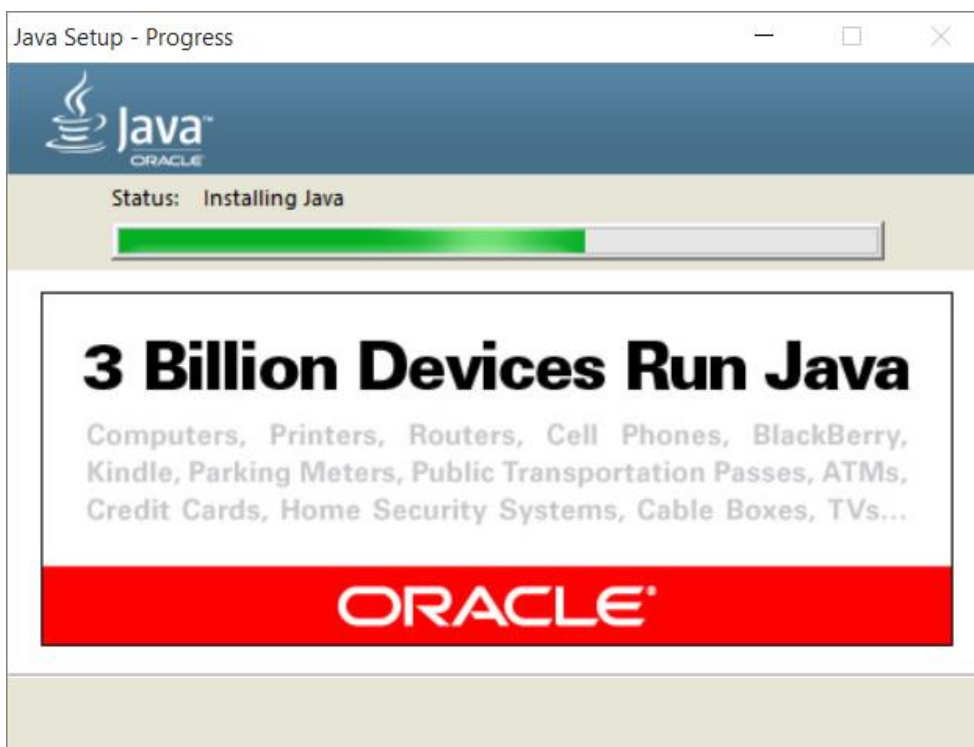 Java Setup - Progress
Java™
ORACLE
Status: Installing Java
3 Billion Devices Run Java
Computers, Printers, Routers, Cell Phones, BlackBerry,
Kindle, Parking Meters, Public Transportation Passes, ATMs,
Credit Cards, Home Security Systems, Cable Boxes, TVs...
ORACLE®